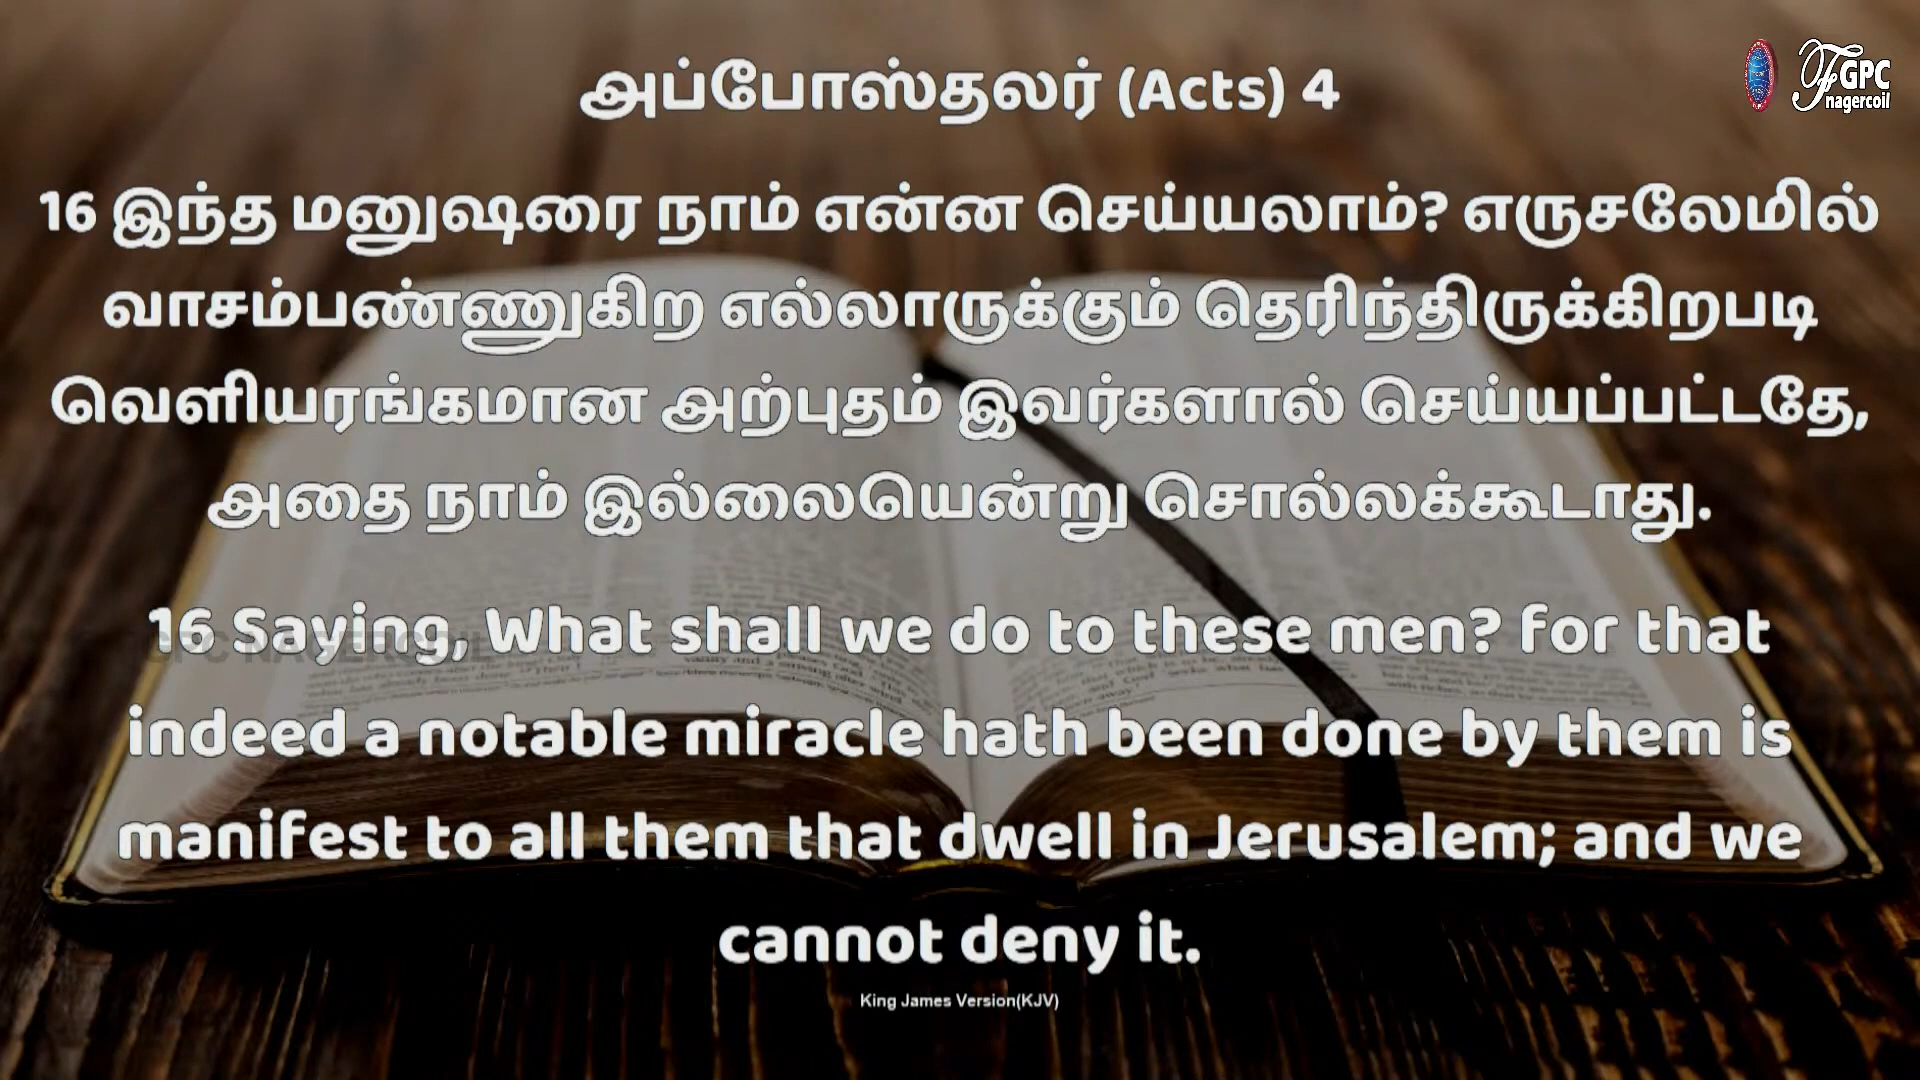 அப்போஸ்தலர் (Acts) 4
FGPC
nagercoil
16 இந்த மனுஷரை நாம் என்ன செய்யலாம்? எருசலேமில்
வாசம்பண்ணுகிற எல்லாருக்கும் தெரிந்திருக்கிறபடி
வெளியரங்கமான அற்புதம் இவர்களால் செய்யப்பட்டதே,
அதை நாம் இல்லையென்று சொல்லக்கூடாது.
16 Saying, What shall we do to these men? for that
indeed a notable miracle hath been done by them is
manifest to all them that dwell in Jerusalem; and we
cannot deny it.
King James Version(KJV)